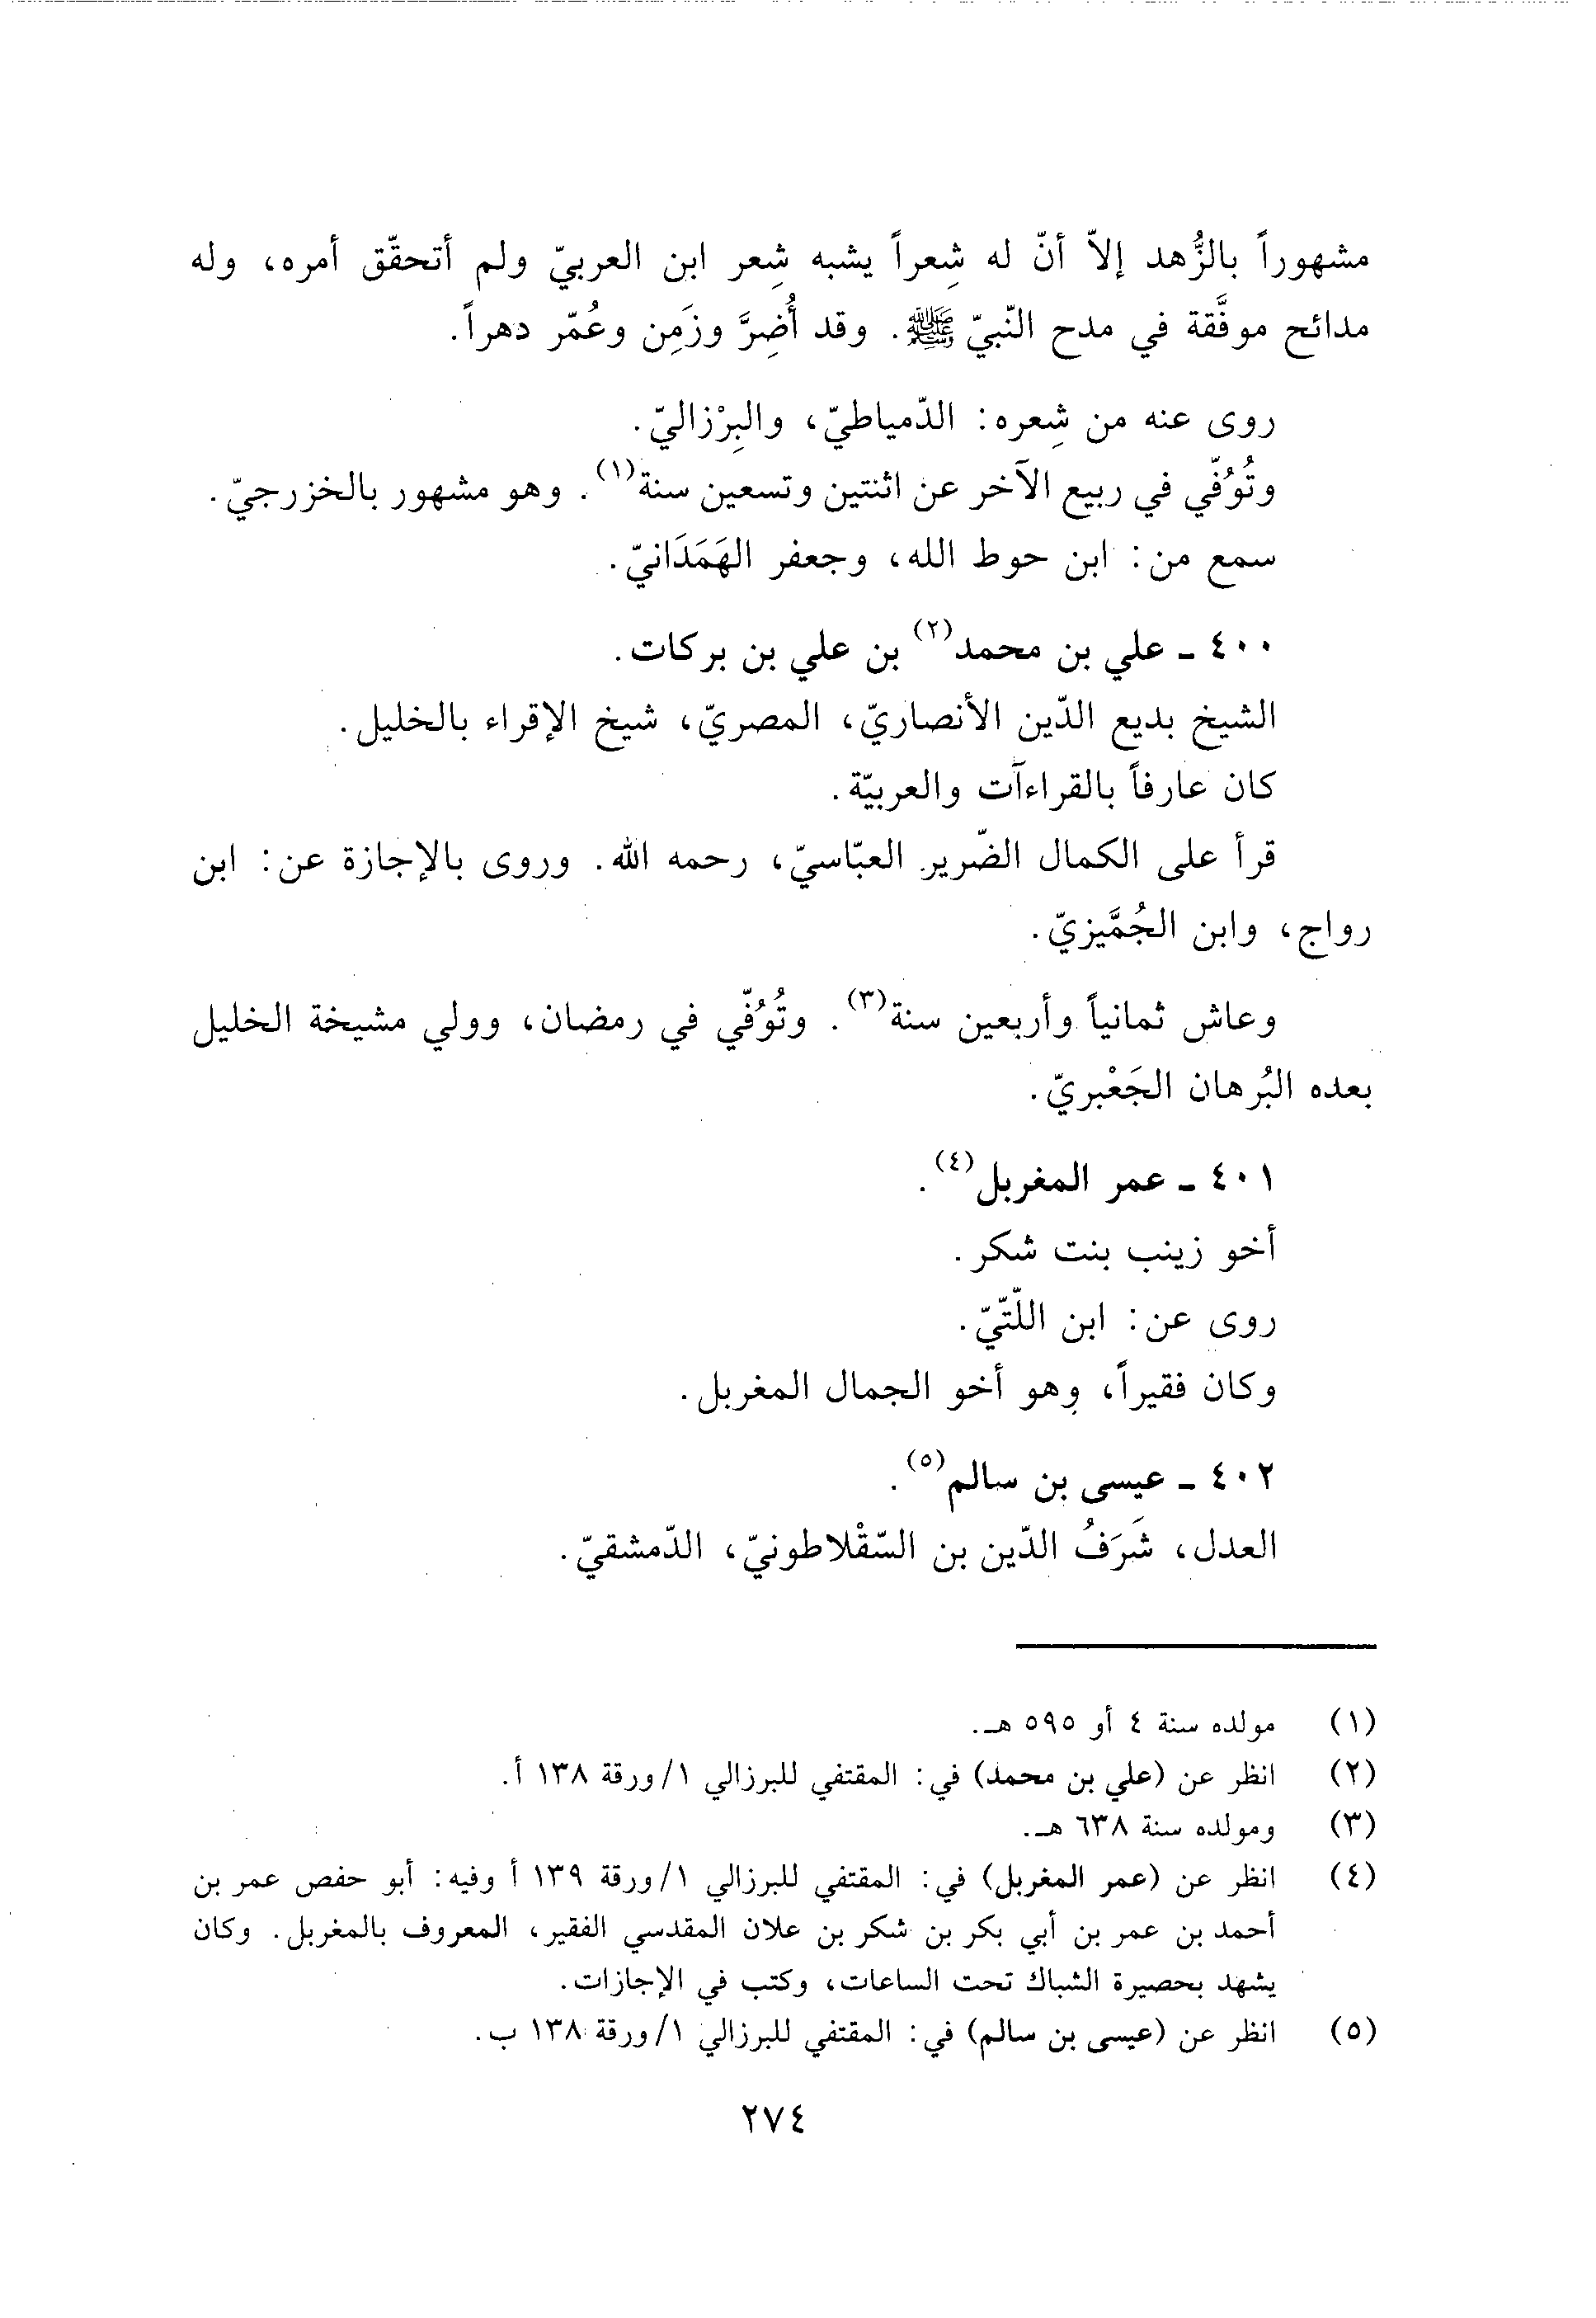 مشهوراً بالزُّهد إلاّ أنّ له شِعراً يشبه شِعر ابن العربيّ ولم أتحقّق أمره، وله
مدائح موفَّقة في مدح النّبيّ ﷺ. وقد أُضِرَّ وزَمِن وعُمّر دهراً.
روى عنه من شِعره: الدّمياطيّ، والبِرْزاليّ.
وتُوُفّي في ربيع الآخر عن اثنتين وتسعين سنة(١). وهو مشهور بالخزرجيّ.
سمع من: ابن حوط الله، وجعفر الهَمَدَانيّ.
٤٠٠ ـ علي بن محمد(٢) بن علي بن بركات.
الشيخ بديع الدّين الأنصاريّ، المصريّ، شيخ الإقراء بالخليل.
كان عارفاً بالقراءآت والعربيّة.
قرأ على الكمال الضّرير العبّاسيّ، رحمه الله. وروى بالإجازة عن: ابن
رواج، وابن الجُمَّيزيّ.
وعاش ثمانياً وأربعين سنة(٣). وتُوُفّي في رمضان، وولي مشيخة الخليل
بعده البُرهان الجَعْبريّ.
٤٠١ ـ عمر المغربل(٤).
أخو زينب بنت شكر.
روى عن: ابن اللّتّيّ.
وكان فقيراً، وهو أخو الجمال المغربل.
٤٠٢ ـ عيسى بن سالم(٥).
العدل، شَرَفُ الدّين بن السّقْلاطونيّ، الدّمشقيّ.
(١) مولده سنة ٤ أو ٥٩٥ هـ.
(٢) انظر عن (علي بن محمد) في: المقتفي للبرزالي ١/ورقة ١٣٨ أ.
(٣) ومولده سنة ٦٣٨ هـ.
(٤) انظر عن (عمر المغربل) في: المقتفي للبرزالي ١/ورقة ١٣٩ أ وفيه: أبو حفص عمر بن
أحمد بن عمر بن أبي بكر بن شكر بن علان المقدسي الفقير، المعروف بالمغربل. وكان
يشهد بحصيرة الشباك تحت الساعات، وكتب في الإجازات.
(٥) انظر عن (عيسى بن سالم) في: المقتفي للبرزالي ١/ورقة ١٣٨ ب.
٢٧٤